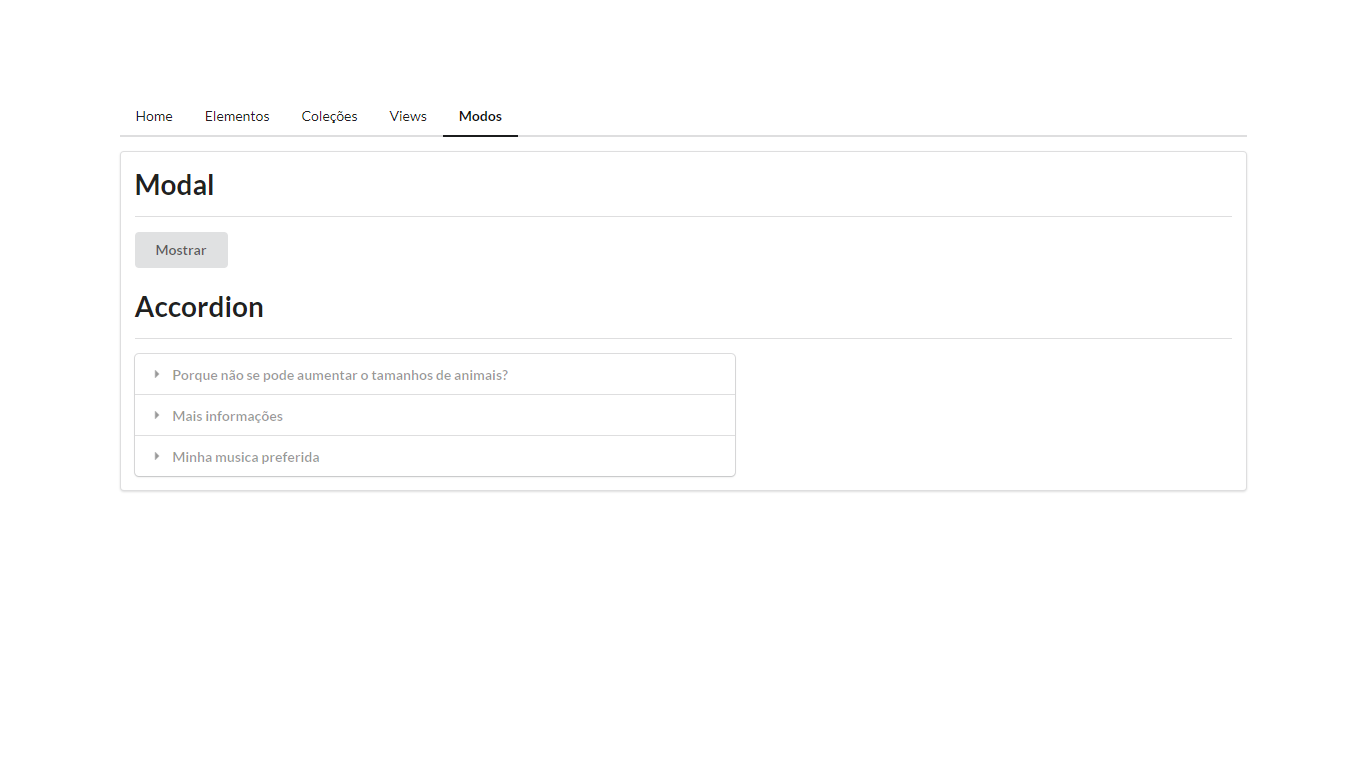 Home Elementos Coleções Views Modos
Modal
Mostrar
Accordion
Porque não se pode aumentar o tamanhos de animais?
Mais informações
Minha musica preferida